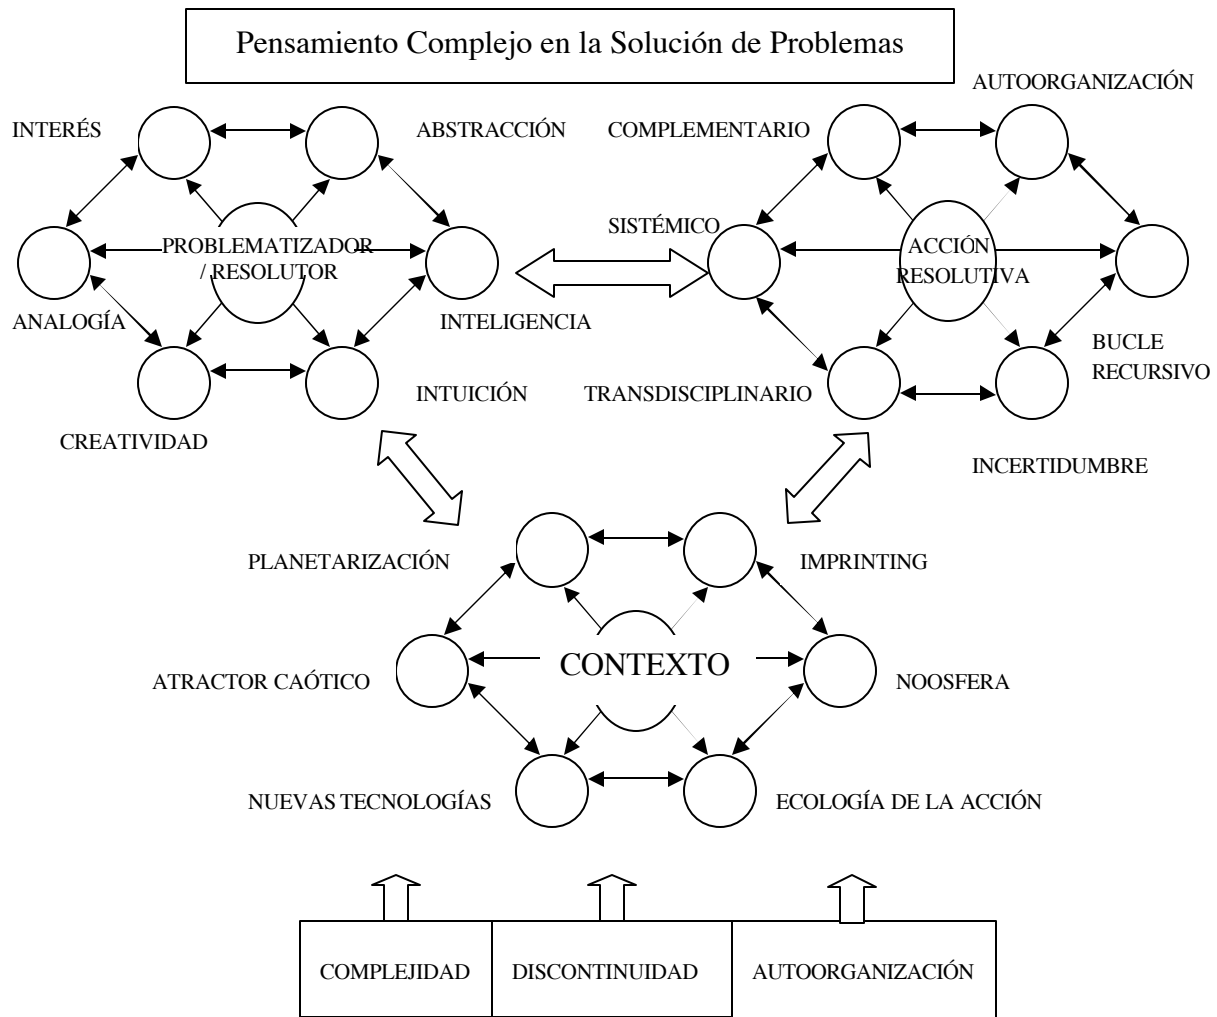 Pensamiento Complejo en la Solución de Problemas
INTERÉS
ABSTRACCIÓN
PROBLEMATIZADOR
/ RESOLUTOR
ANALOGÍA
INTELIGENCIA
INTUICIÓN
CREATIVIDAD
AUTOORGANIZACIÓN
COMPLEMENTARIO
SISTÉMICO
ACCIÓN
RESOLUTIVA
BUCLE
RECURSIVO
TRANSDISCIPLINARIO
INCERTIDUMBRE
PLANETARIZACIÓN
IMPRINTING
CONTEXTO
ATRACTOR CAÓTICO
NOOSFERA
NUEVAS TECNOLOGÍAS
ECOLOGÍA DE LA ACCIÓN
COMPLEJIDAD
DISCONTINUIDAD
AUTOORGANIZACIÓN